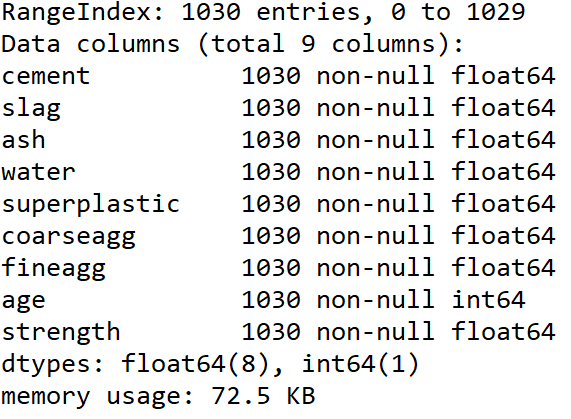 RangeIndex: 1030 entries, 0 to 1029
Data columns (total 9 columns):
cement          1030 non-null float64
slag            1030 non-null float64
ash             1030 non-null float64
water           1030 non-null float64
superplastic    1030 non-null float64
coarseagg       1030 non-null float64
fineagg         1030 non-null float64
age             1030 non-null int64
strength        1030 non-null float64
dtypes: float64(8), int64(1)
memory usage: 72.5 KB